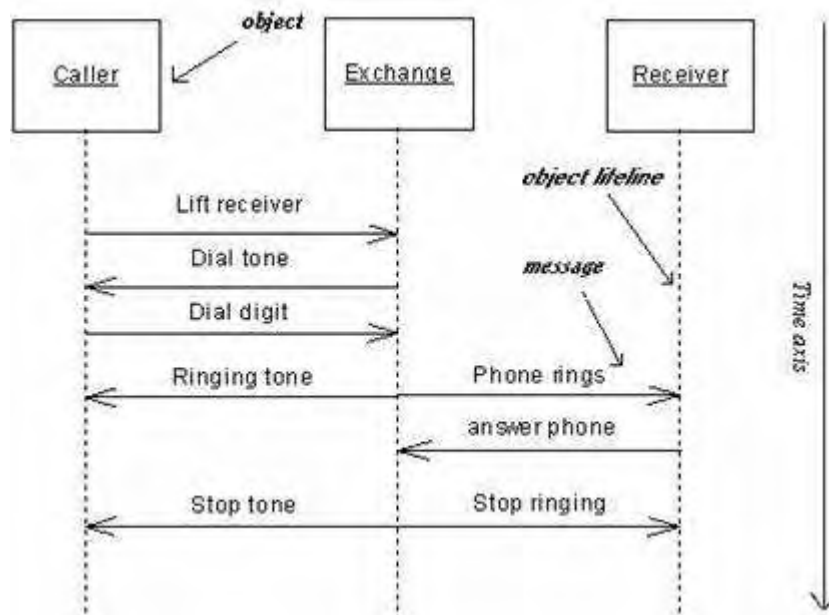 object
Caller
Exchange
Receiver
object lifeline
Lift receiver
Dial tone
message
Dial digit
Time axis
Ringing tone
Phone rings
answer phone
Stop tone
Stop ringing